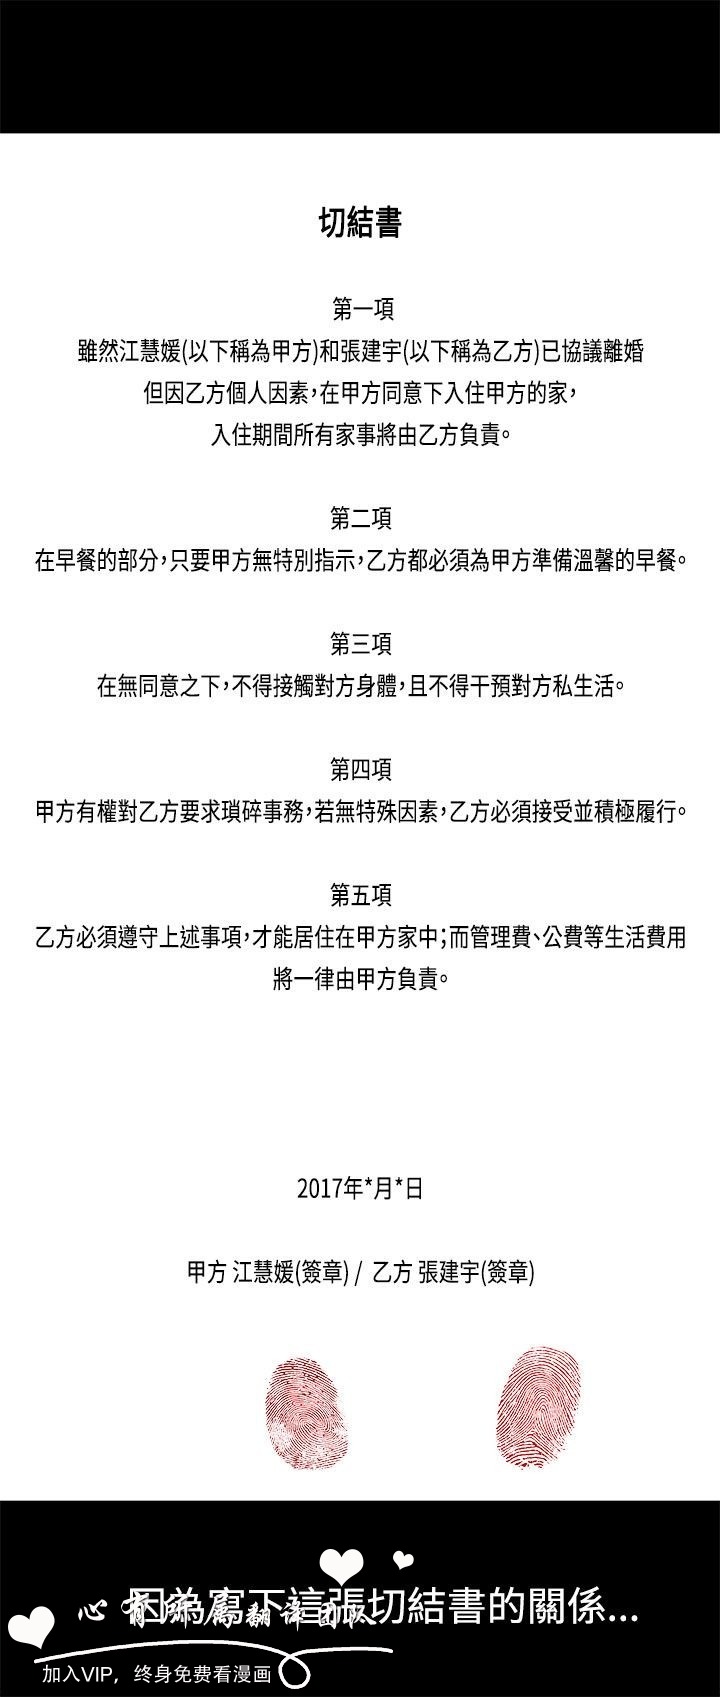 切結書
第一項
雖然江慧媛(以下稱為甲方)和張建宇(以下稱為乙方)已協議離婚
但因乙方個人因素，在甲方同意下入住甲方的家，
入住期間所有家事將由乙方負責。
第二項
在早餐的部分，只要甲方無特別指示，乙方都必須為甲方準備溫馨的早餐。
第三項
在無同意之下，不得接觸對方身體，且不得干預對方私生活。
第四項
甲方有權對乙方要求瑣碎事務，若無特殊因素，乙方必須接受並積極履行。
第五項
乙方必須遵守上述事項，才能居住在甲方家中；而管理費、公費等生活費用
將一律由甲方負責。
2017年*月*日
甲方 江慧媛(簽章) / 乙方 張建宇(簽章)
因為寫下這張切結書的關係...
心有所属翻译团队
加入VIP，终身免费看漫画